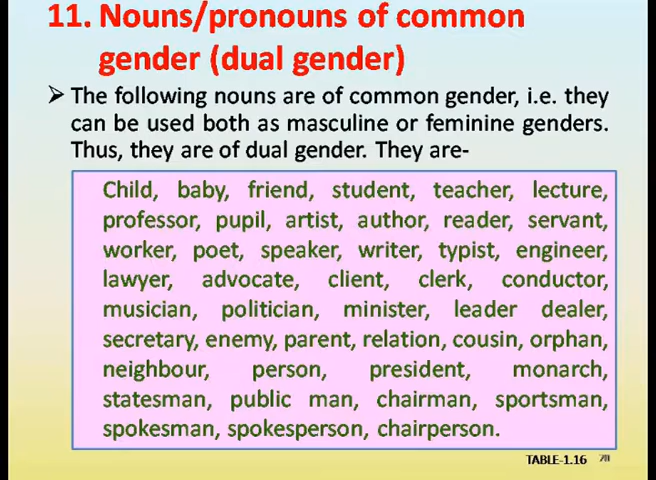 11. Nouns/pronouns of common
gender (dual gender)
➢ The following nouns are of common gender, i.e. they
can be used both as masculine or feminine genders.
Thus, they are of dual gender. They are-
Child, baby, friend, student, teacher, lecture,
professor, pupil, artist, author, reader, servant,
worker, poet, speaker, writer, typist, engineer,
lawyer, advocate, client, clerk, conductor,
musician, politician, minister, leader dealer,
secretary, enemy, parent, relation, cousin, orphan,
neighbour, person, president, monarch,
statesman, public man, chairman, sportsman,
spokesman, spokesperson, chairperson.
TABLE-1.16